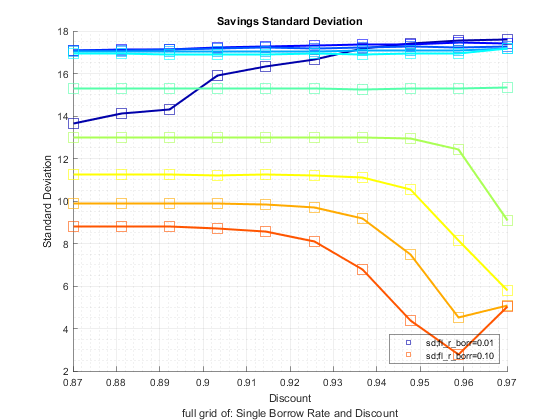 Savings Standard Deviation
18
16
14
12
10
8
6
4
2
Standard Deviation
sd;fl_r_borr=0.01
sd;fl_r_borr=0.10
0.87 0.88 0.89 0.9 0.91 0.92 0.93 0.94 0.95 0.96 0.97
Discount
full grid of: Single Borrow Rate and Discount